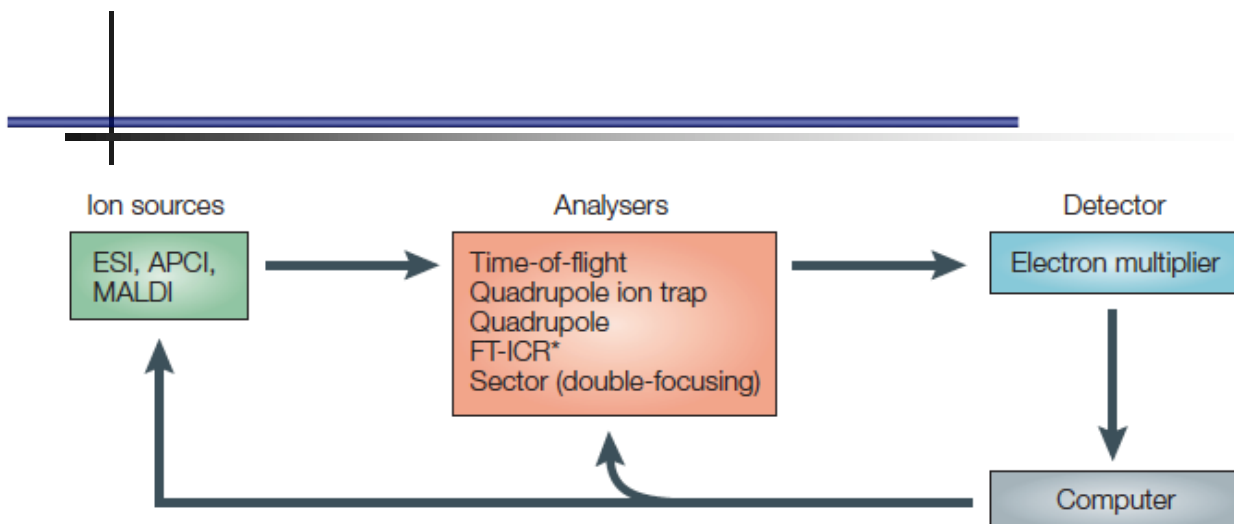 Ion sources
Analysers
Detector
ESI, APCI,
MALDI
Time-of-flight
Quadrupole ion trap
Quadrupole
FT-ICR*
Sector (double-focusing)
Electron multiplier
Computer